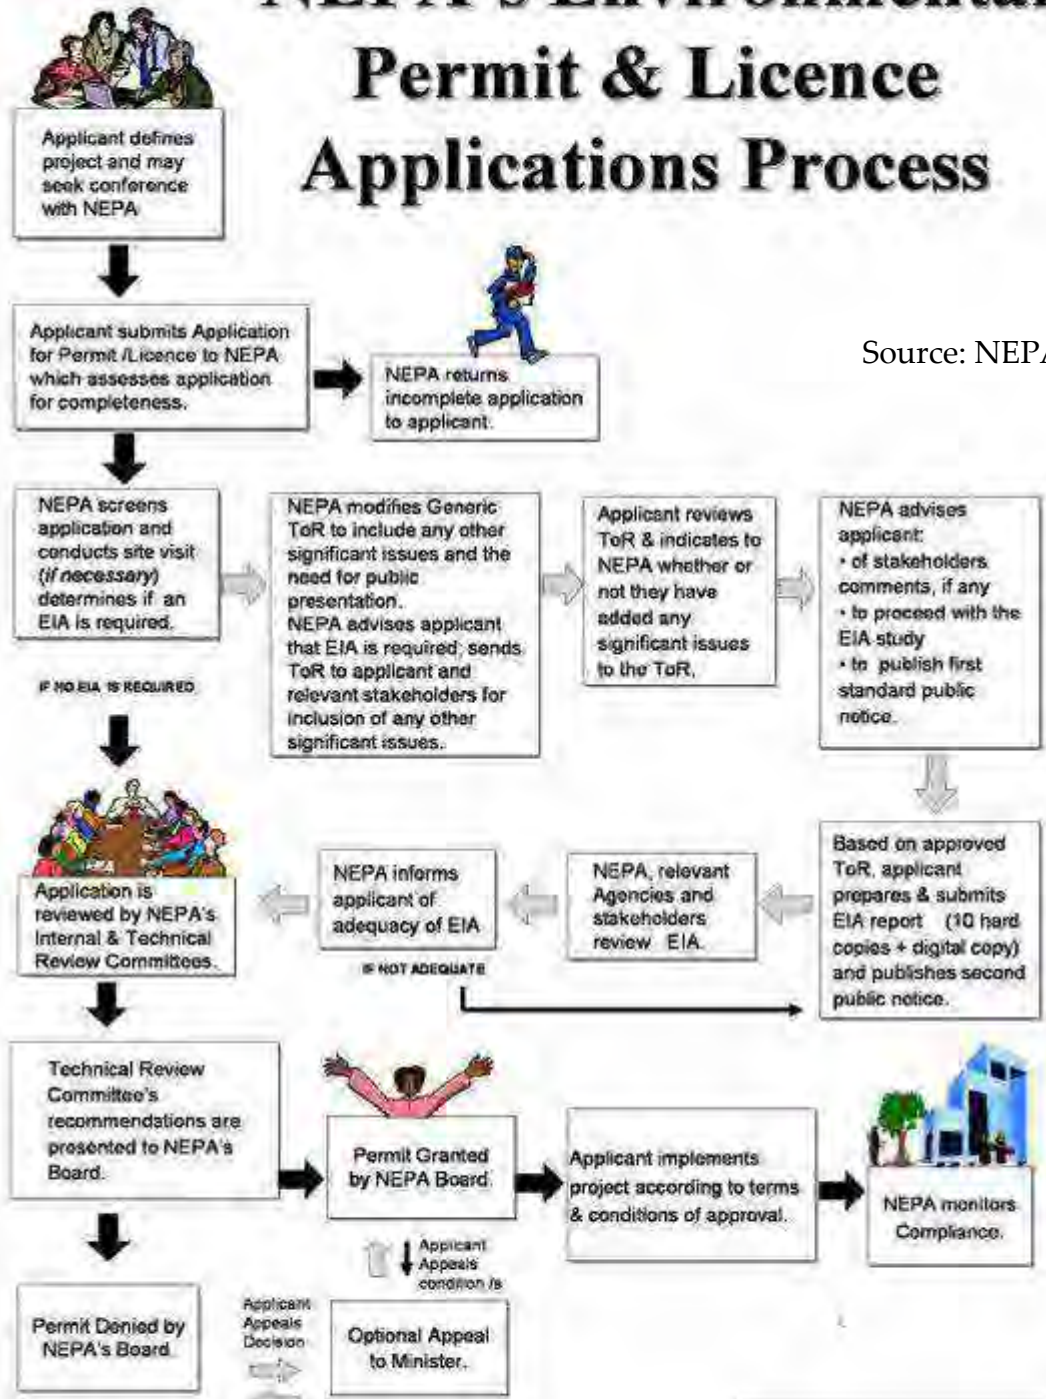 NEPA's Environmental
Permit & Licence
Applications Process
Applicant defines
project and may
seek conference
with NEPA
Applicant submits Application
for Permit /Licence to NEPA
which assesses application
for completeness.
NEPA returns
incomplete application
to applicant.
Source: NEPA
NEPA screens
application and
conducts site visit
(if necessary)
determines if an
EIA is required.
NEPA modifies Generic
ToR to include any other
significant issues and the
need for public
presentation.
NEPA advises applicant
that EIA is required; sends
ToR to applicant and
relevant stakeholders for
inclusion of any other
significant issues.
Applicant reviews
ToR & indicates to
NEPA whether or
not they have
added any
significant issues
to the ToR.
NEPA advises
applicant:
• of stakeholders
comments, if any
• to proceed with the
EIA study
• to publish first
standard public
notice.
IF NO EIA IS REQUIRED
Application is
reviewed by NEPA's
Internal & Technical
Review Committees.
NEPA informs
applicant of
adequacy of EIA
IF NOT ADEQUATE
NEPA, relevant
Agencies and
stakeholders
review EIA.
Based on approved
ToR, applicant
prepares & submits
EIA report (10 hard
copies + digital copy)
and publishes second
public notice.
Technical Review
Committee's
recommendations are
presented to NEPA's
Board.
Permit Granted
by NEPA Board.
Applicant implements
project according to terms
& conditions of approval.
NEPA monitors
Compliance.
Applicant
Appeals
condition /s
Permit Denied by
NEPA's Board.
Applicant
Appeals
Decision
Optional Appeal
to Minister.